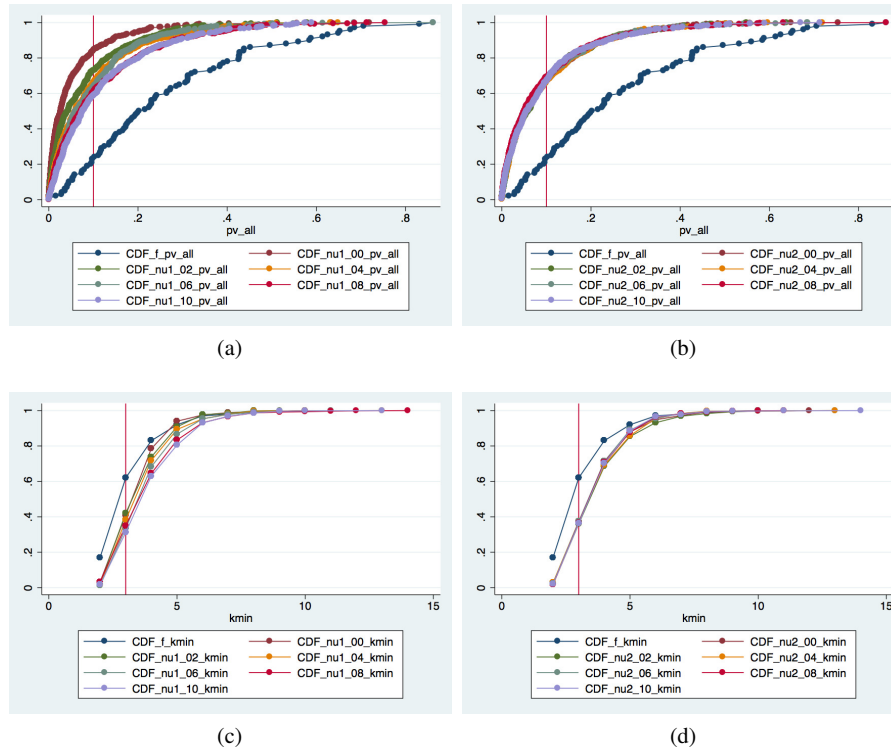 1
.8
.6
.4
.2
0
0 .2 .4 .6 .8
pv_all
CDF_f_pv_all CDF_nu1_00_pv_all
CDF_nu1_02_pv_all CDF_nu1_04_pv_all
CDF_nu1_06_pv_all CDF_nu1_08_pv_all
CDF_nu1_10_pv_all
(a)
1
.8
.6
.4
.2
0
0 .2 .4 .6 .8
pv_all
CDF_f_pv_all CDF_nu2_00_pv_all
CDF_nu2_02_pv_all CDF_nu2_04_pv_all
CDF_nu2_06_pv_all CDF_nu2_08_pv_all
CDF_nu2_10_pv_all
(b)
1
.8
.6
.4
.2
0
0 5 10 15
kmin
CDF_f_kmin CDF_nu1_00_kmin
CDF_nu1_02_kmin CDF_nu1_04_kmin
CDF_nu1_06_kmin CDF_nu1_08_kmin
CDF_nu1_10_kmin
(c)
1
.8
.6
.4
.2
0
0 5 10 15
kmin
CDF_f_kmin CDF_nu2_00_kmin
CDF_nu2_02_kmin CDF_nu2_04_kmin
CDF_nu2_06_kmin CDF_nu2_08_kmin
CDF_nu2_10_kmin
(d)